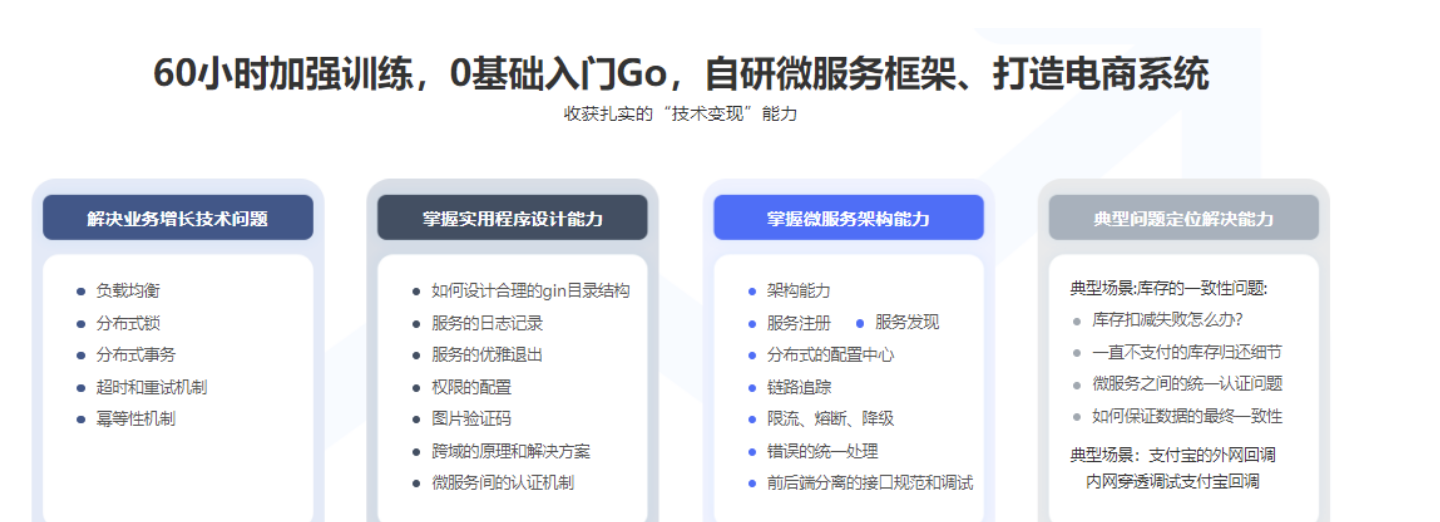 60小时加强训练，0基础入门Go，自研微服务框架、打造电商系统
收获扎实的“技术变现”能力
解决业务增长技术问题
负载均衡
分布式锁
分布式事务
超时和重试机制
幂等性机制
掌握实用程序设计能力
如何设计合理的gin目录结构
服务的日志记录
服务的优雅退出
权限的配置
图片验证码
跨域的原理和解决方案
微服务间的认证机制
掌握微服务架构能力
架构能力
服务注册 服务发现
分布式的配置中心
链路追踪
限流、熔断、降级
错误的统一处理
前后端分离的接口规范和调试
典型问题定位解决能力
典型场景:库存的一致性问题:
库存扣减失败怎么办?
一直不支付的库存归还细节
微服务之间的统一认证问题
如何保证数据的最终一致性
典型场景：支付宝的外网回调
内网穿透调试支付宝回调